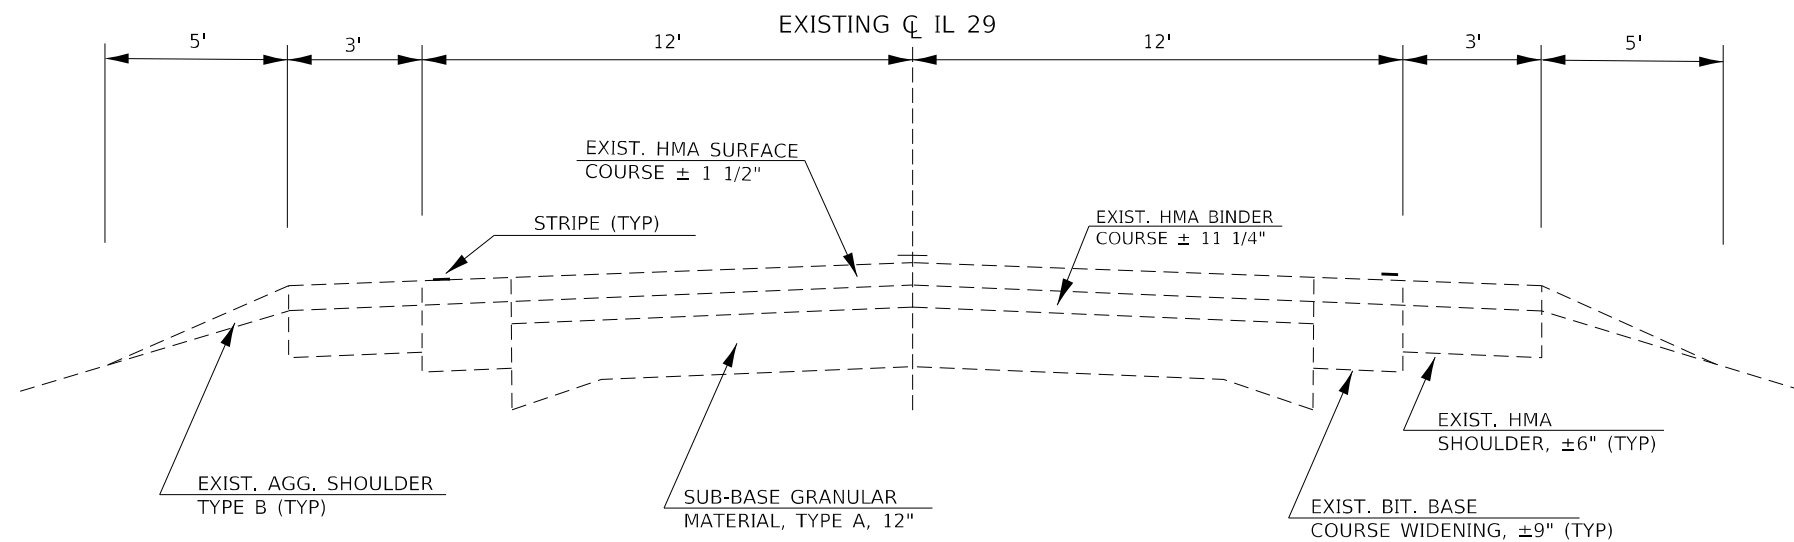 EXISTING ℄ IL 29
5'
3'
12'
12'
3'
5'
EXIST. HMA SURFACE
COURSE ± 1 1/2"
STRIPE (TYP)
EXIST. HMA BINDER
COURSE ± 11 1/4"
EXIST. AGG. SHOULDER
TYPE B (TYP)
SUB-BASE GRANULAR
MATERIAL, TYPE A, 12"
EXIST. HMA
SHOULDER, ±6" (TYP)
EXIST. BIT. BASE
COURSE WIDENING, ±9" (TYP)